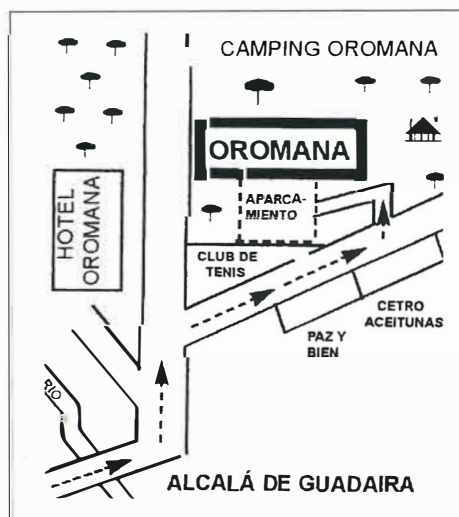 CAMPING OROMANA
OROMANA
HOTEL
OROMANA
APARCA-
MIENTO
CLUB DE
TENIS
CETRO
ACEITUNAS
PAZ Y
BIEN
RIO
ALCALÁ DE GUADAIRA